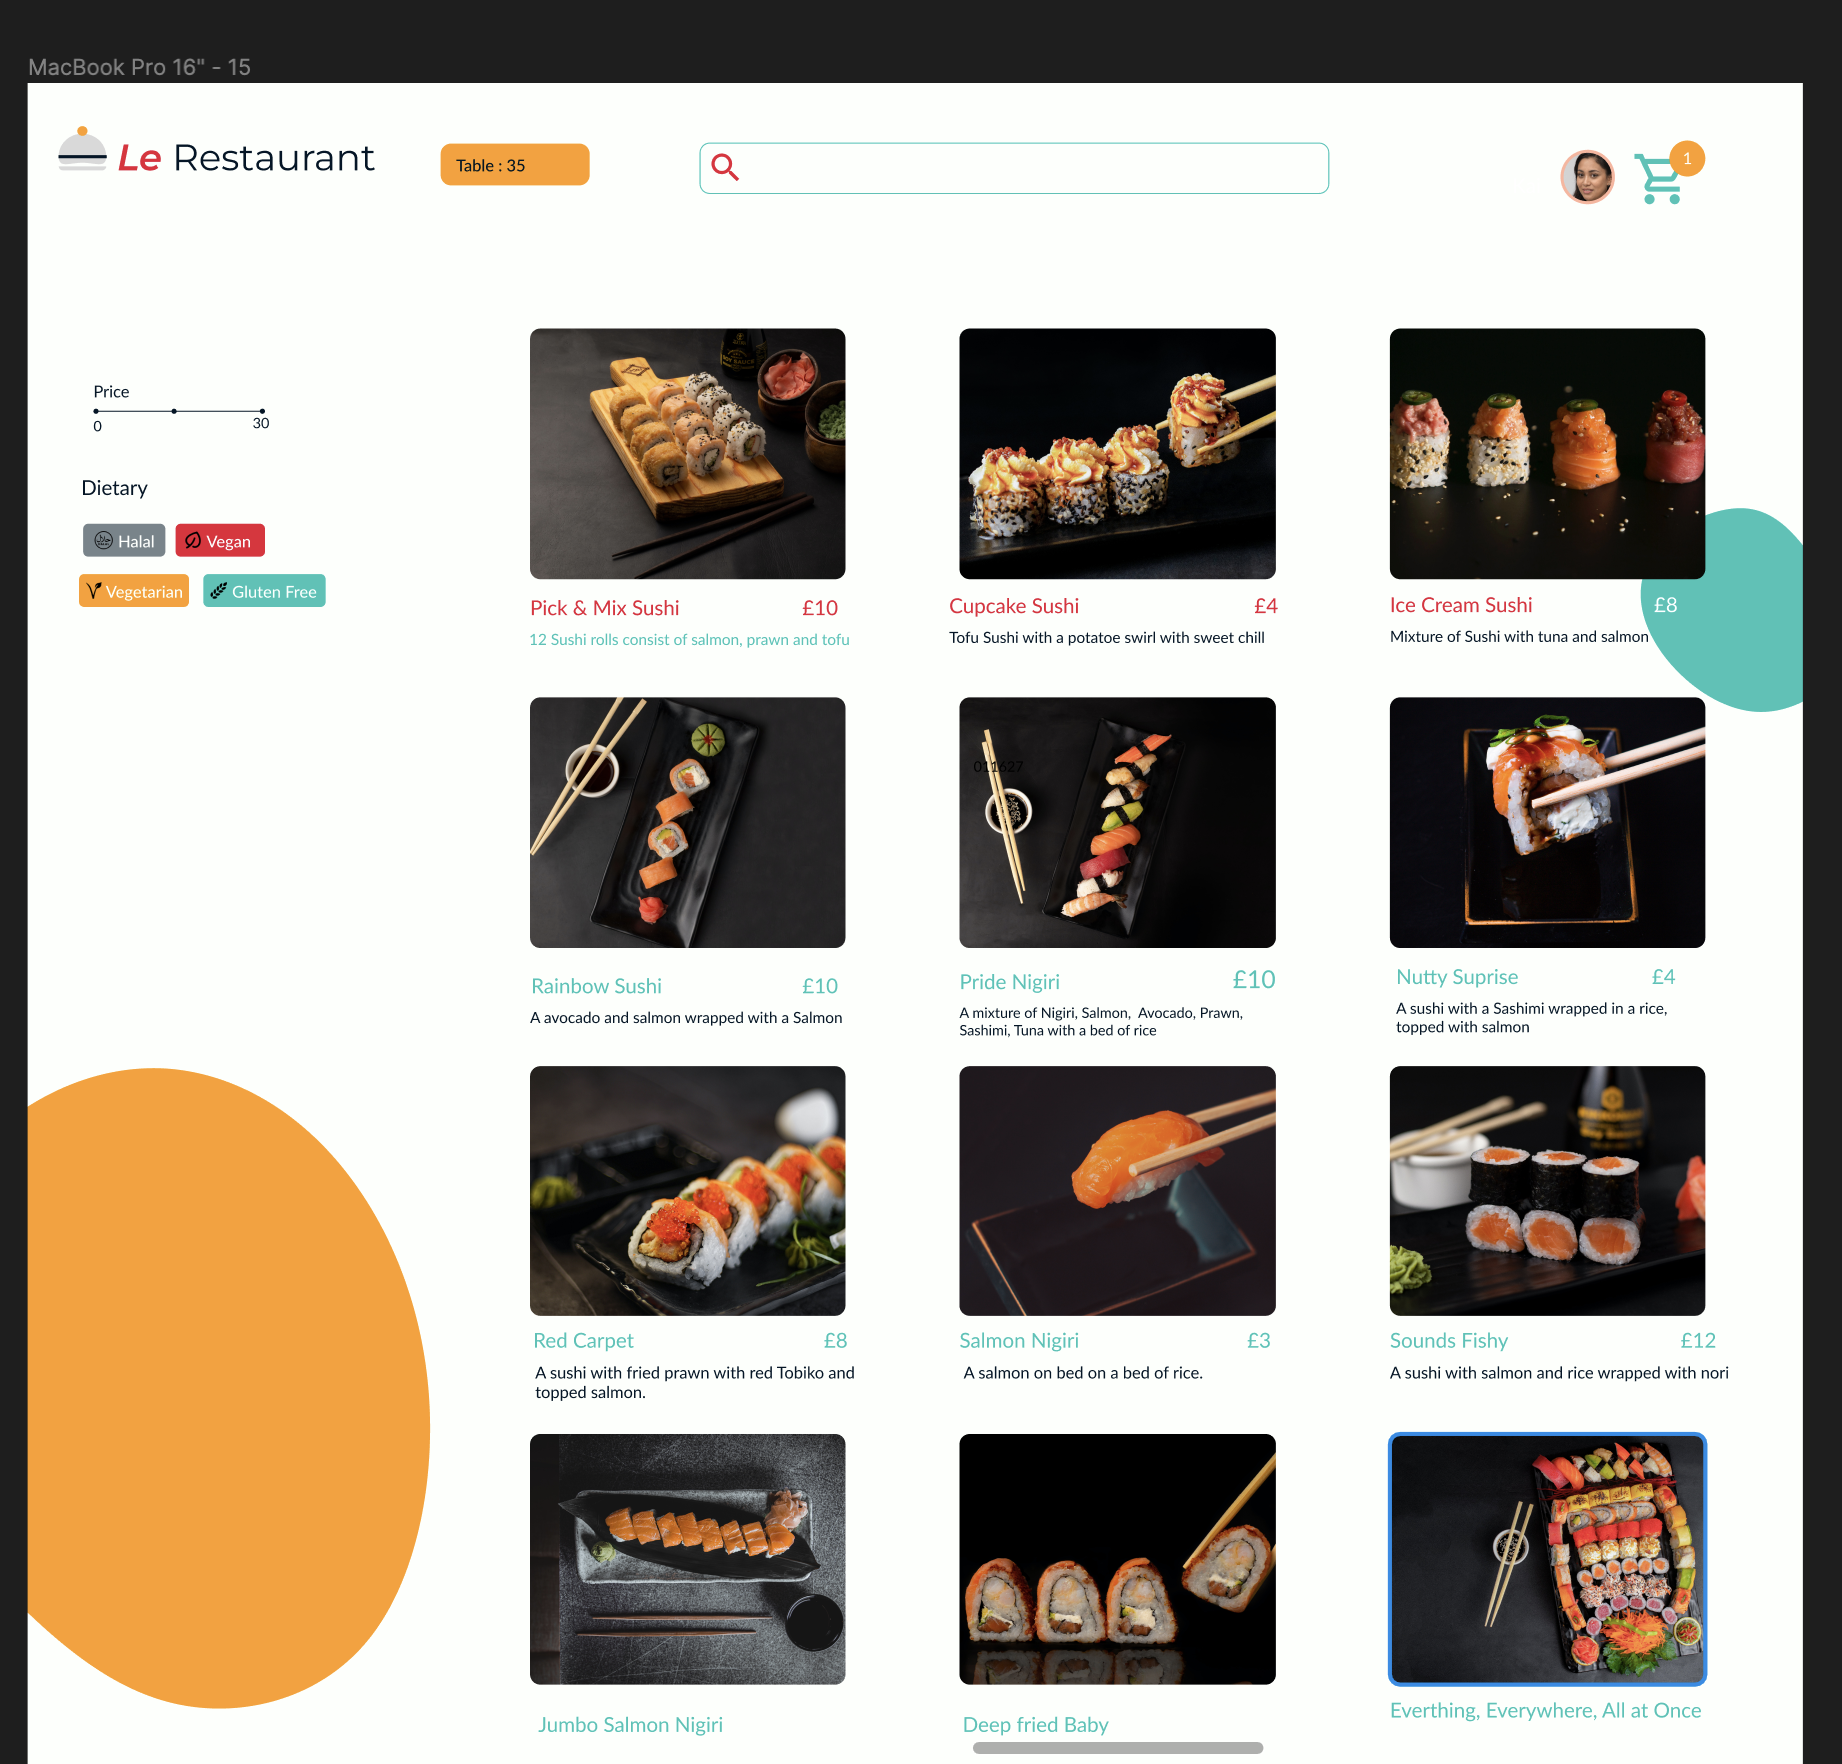 MacBook Pro 16" - 15
Le Restaurant
Table : 35
1
Price
0
30
Dietary
Halal
Vegan
Vegetarian
Gluten Free
Pick & Mix Sushi
£10
12 Sushi rolls consist of salmon, prawn and tofu
Cupcake Sushi
£4
Tofu Sushi with a potatoe swirl with sweet chill
Ice Cream Sushi
£8
Mixture of Sushi with tuna and salmon
011627
Rainbow Sushi
£10
A avocado and salmon wrapped with a Salmon
Pride Nigiri
£10
A mixture of Nigiri, Salmon,  Avocado, Prawn,
Sashimi, Tuna with a bed of rice
Nutty Suprise
£4
A sushi with a Sashimi wrapped in a rice,
topped with salmon
Red Carpet
£8
A sushi with fried prawn with red Tobiko and
topped salmon.
Salmon Nigiri
£3
A salmon on bed on a bed of rice.
Sounds Fishy
£12
A sushi with salmon and rice wrapped with nori
Jumbo Salmon Nigiri
Deep fried Baby
Everthing, Everywhere, All at Once